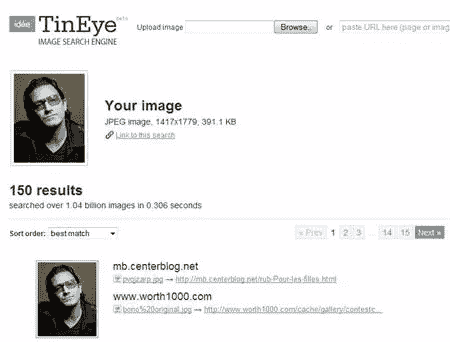 idée TinEye beta
IMAGE SEARCH ENGINE
Upload image Browse.. or paste URL here (page or imag
Your image
JPEG image, 1417x1779, 391.1 KB
Link to this search
150 results
searched over 1.04 billion images in 0.306 seconds
Sort order: best match « Prev 1 2 3 ... 14 15 Next »
mb.centerblog.net
→ http://mb.centerblog.net/rub-Pour-les-filles.html
www.worth1000.com
bono%20original.jpg → http://www.worth1000.com/cache/gallery/contestc...